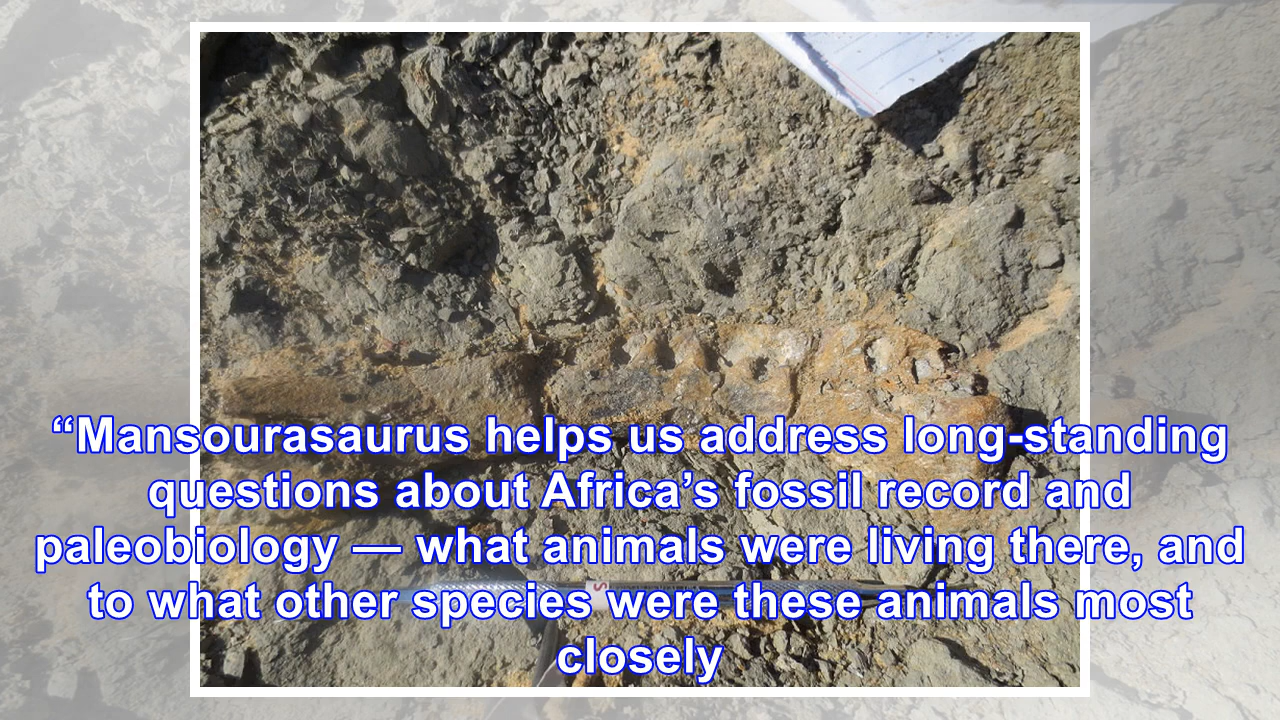 “Mansourasaurus helps us address long-standing
questions about Africa’s fossil record and
paleobiology — what animals were living there, and
to what other species were these animals most
closely